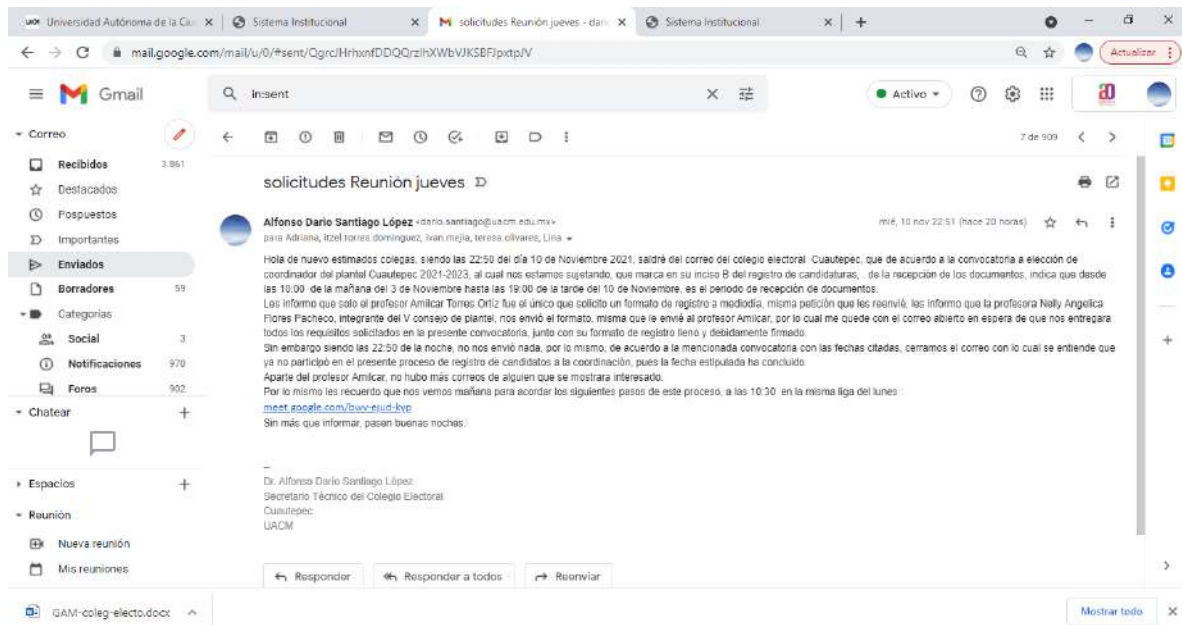 Universidad Autónoma de la Ciu
Sistema Institucional
solicitudes Reunión jueves - dari
Sistema Institucional
mail.google.com/mail/u/0/#sent/
Actualizar
Gmail
in:sent
Activo
Correo
7 de 909
Recibidos 3.861
Destacados
Pospuestos
Importantes
Enviados
Borradores 59
Categorías
Social 3
Notificaciones 970
Foros 902
Chatear
Espacios
Reunión
Nueva reunión
Mis reuniones
solicitudes Reunión jueves
Alfonso Dario Santiago López <dario.santiago@uacm.edu.mx> mié, 10 nov 22:51 (hace 20 horas)
para Adriana, itzel.torres.dominguez, ivan.mejia, teresa.olivares, Lina
Hola de nuevo estimados colegas, siendo las 22:50 del día 10 de Noviembre 2021, saldré del correo del colegio electoral Cuautepec, que de acuerdo a la convocatoria a elección de
coordinador del plantel Cuautepec 2021-2023, al cual nos estamos sujetando, que marca en su inciso B del registro de candidaturas, . de la recepción de los documentos, indica que desde
las 10:00 de la mañana del 3 de Noviembre hasta las 19:00 de la tarde del 10 de Noviembre, es el periodo de recepción de documentos.
Les informo que solo el profesor Amilcar Torres Ortiz fue el único que solicito un formato de registro a mediodía, misma petición que les reenvié, les informo que la profesora Nelly Angelica
Flores Pacheco, integrante del V consejo de plantel, nos envió el formato, misma que le envié al profesor Amilcar, por lo cual me quede con el correo abierto en espera de que nos entregara
todos los requisitos solicitados en la presente convocatoria, junto con su formato de registro lleno y debidamente firmado.
Sin embargo siendo las 22:50 de la noche, no nos envió nada, por lo mismo, de acuerdo a la mencionada convocatoria con las fechas citadas, cerramos el correo con lo cual se entiende que
ya no participó en el presente proceso de registro de candidatos a la coordinación, pues la fecha estipulada ha concluido.
Aparte del profesor Amilcar, no hubo más correos de alguien que se mostrara interesado.
Por lo mismo les recuerdo que nos vemos mañana para acordar los siguientes pasos de este proceso, a las 10:30 en la misma liga del lunes :
meet.google.com/bwv-ejud-kyp
Sin más que informar, pasen buenas noches.
--
Dr. Alfonso Dario Santiago López
Secretario Técnico del Colegio Electoral
Cuautepec
UACM
Responder
Responder a todos
Reenviar
GAM-coleg-electo.docx
Mostrar todo